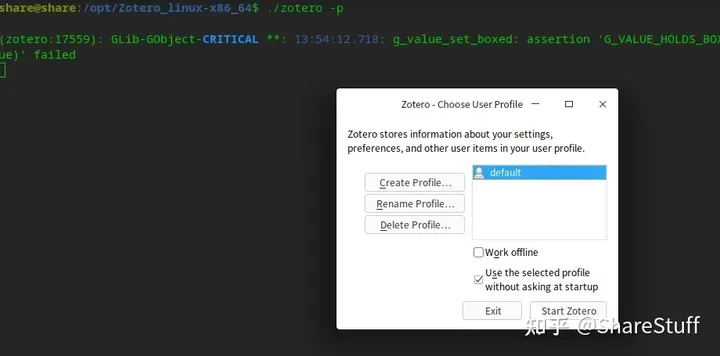 share@share:/opt/Zotero_linux-x86_64$ ./zotero -p
(zotero:17559): GLib-GObject-CRITICAL **: 13:54:12.718: g_value_set_boxed: assertion 'G_VALUE_HOLDS_BOX
ue)' failed
Zotero - Choose User Profile
Zotero stores information about your settings,
preferences, and other user items in your user profile.
Create Profile...
Rename Profile...
Delete Profile...
default
Work offline
Use the selected profile
without asking at startup
Exit
Start Zotero
知乎 @ShareStuff